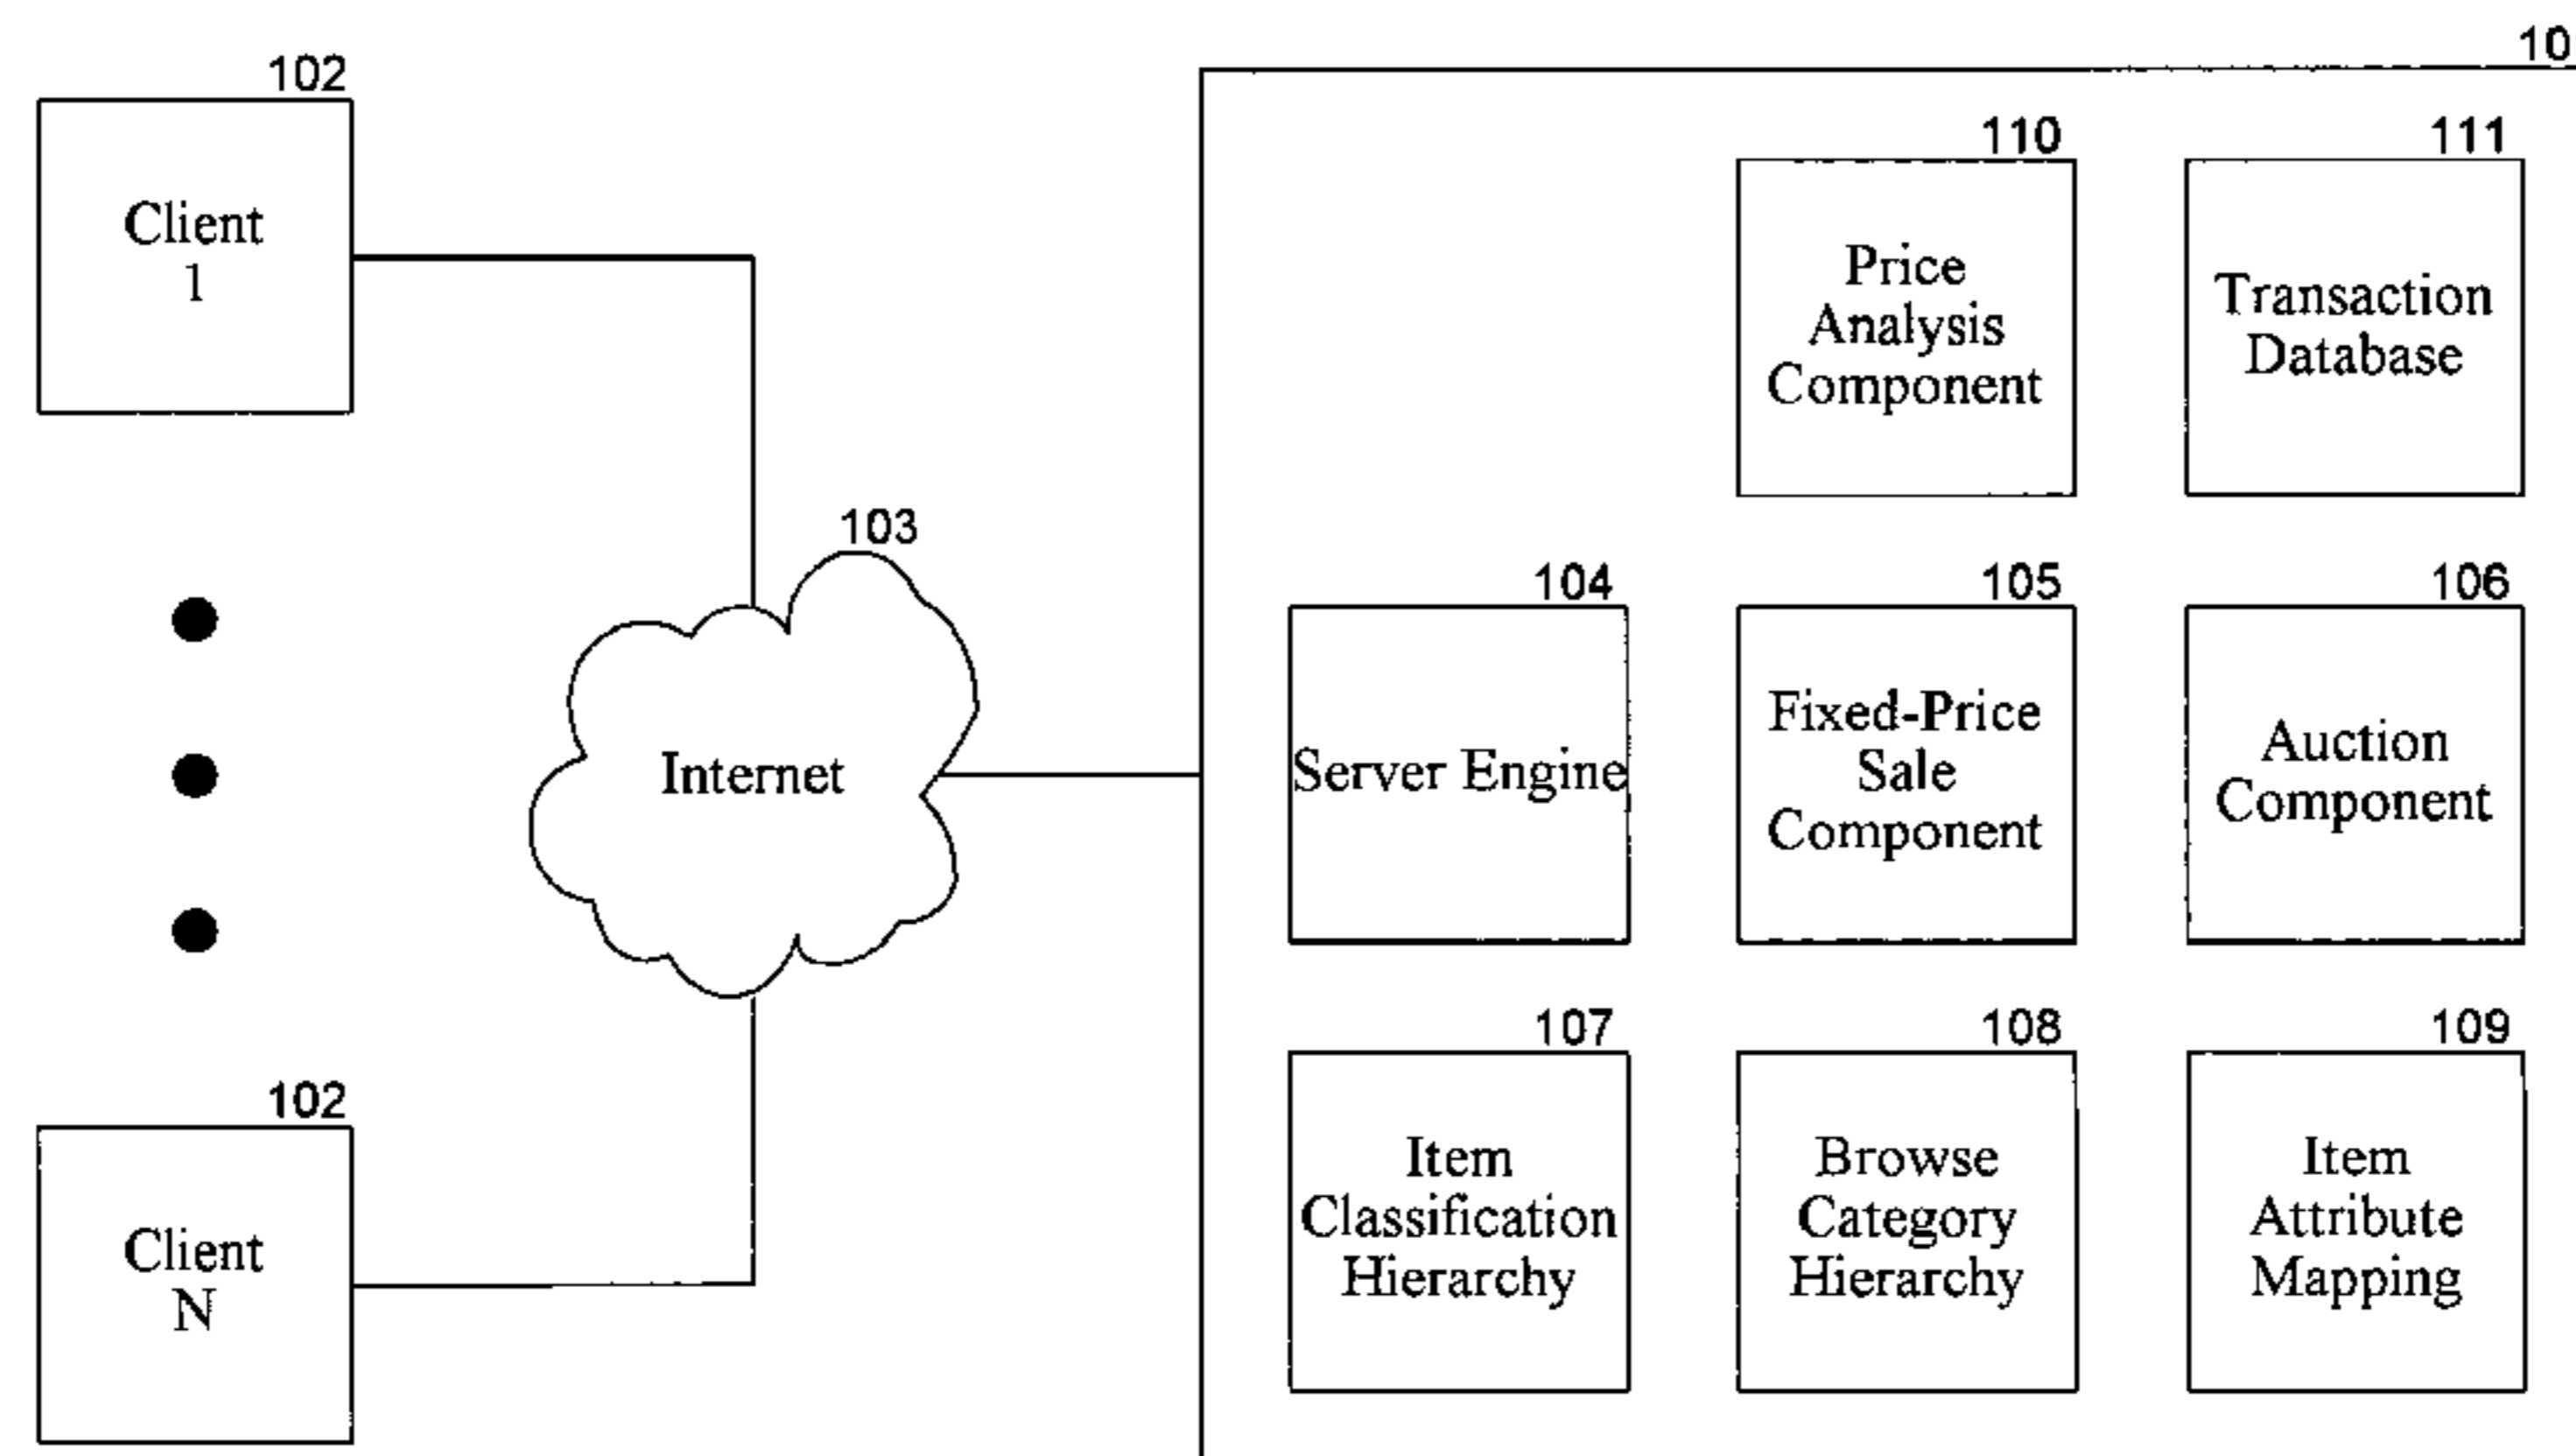 102
Client
1
102
Client
N
103
Internet
10
110
Price
Analysis
Component
111
Transaction
Database
104
Server Engine
105
Fixed-Price
Sale
Component
106
Auction
Component
107
Item
Classification
Hierarchy
108
Browse
Category
Hierarchy
109
Item
Attribute
Mapping